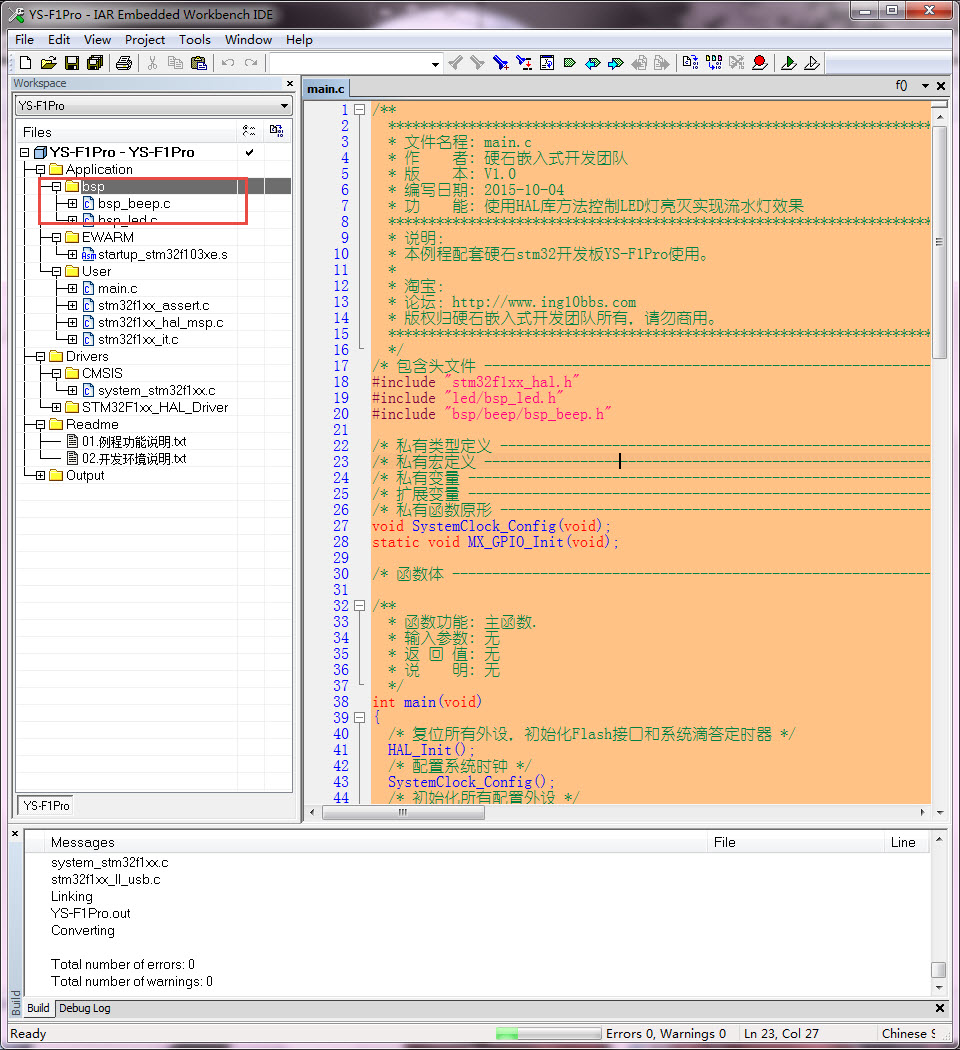 YS-F1Pro - IAR Embedded Workbench IDE
File Edit View Project Tools Window Help
Workspace
YS-F1Pro
Files
YS-F1Pro - YS-F1Pro
Application
bsp
bsp_beep.c
bsp_led.c
EWARM
startup_stm32f103xe.s
User
main.c
stm32f1xx_assert.c
stm32f1xx_hal_msp.c
stm32f1xx_it.c
Drivers
CMSIS
system_stm32f1xx.c
STM32F1xx_HAL_Driver
Readme
01.例程功能说明.txt
02.开发环境说明.txt
Output
YS-F1Pro
main.c f()
1 /**
2 ******************************************************************************
3 * 文件名程: main.c
4 * 作    者: 硬石嵌入式开发团队
5 * 版    本: V1.0
6 * 编写日期: 2015-10-04
7 * 功    能: 使用HAL库方法控制LED灯亮灭实现流水灯效果
8 ******************************************************************************
9 * 说明:
10 * 本例程配套硬石stm32开发板YS-F1Pro使用。
11 *
12 * 淘宝:
13 * 论坛: http://www.ing10bbs.com
14 * 版权归硬石嵌入式开发团队所有，请勿商用。
15 ******************************************************************************
16 */
17 /* 包含头文件 ----------------------------------------------------------
18 #include "stm32f1xx_hal.h"
19 #include "led/bsp_led.h"
20 #include "bsp/beep/bsp_beep.h"
21
22 /* 私有类型定义 --------------------------------------------------------
23 /* 私有宏定义 ----------------------------------------------------------
24 /* 私有变量 ------------------------------------------------------------
25 /* 扩展变量 ------------------------------------------------------------
26 /* 私有函数原形 --------------------------------------------------------
27 void SystemClock_Config(void);
28 static void MX_GPIO_Init(void);
29
30 /* 函数体 --------------------------------------------------------------
31
32 /**
33 * 函数功能: 主函数.
34 * 输入参数: 无
35 * 返 回 值: 无
36 * 说    明: 无
37 */
38 int main(void)
39 {
40 /* 复位所有外设，初始化Flash接口和系统滴答定时器 */
41 HAL_Init();
42 /* 配置系统时钟 */
43 SystemClock_Config();
44 /* 初始化所有配置外设 */
Messages File Line
system_stm32f1xx.c
stm32f1xx_ll_usb.c
Linking
YS-F1Pro.out
Converting
Total number of errors: 0
Total number of warnings: 0
Build
Build Debug Log
Ready Errors 0, Warnings 0 Ln 23, Col 27 Chinese